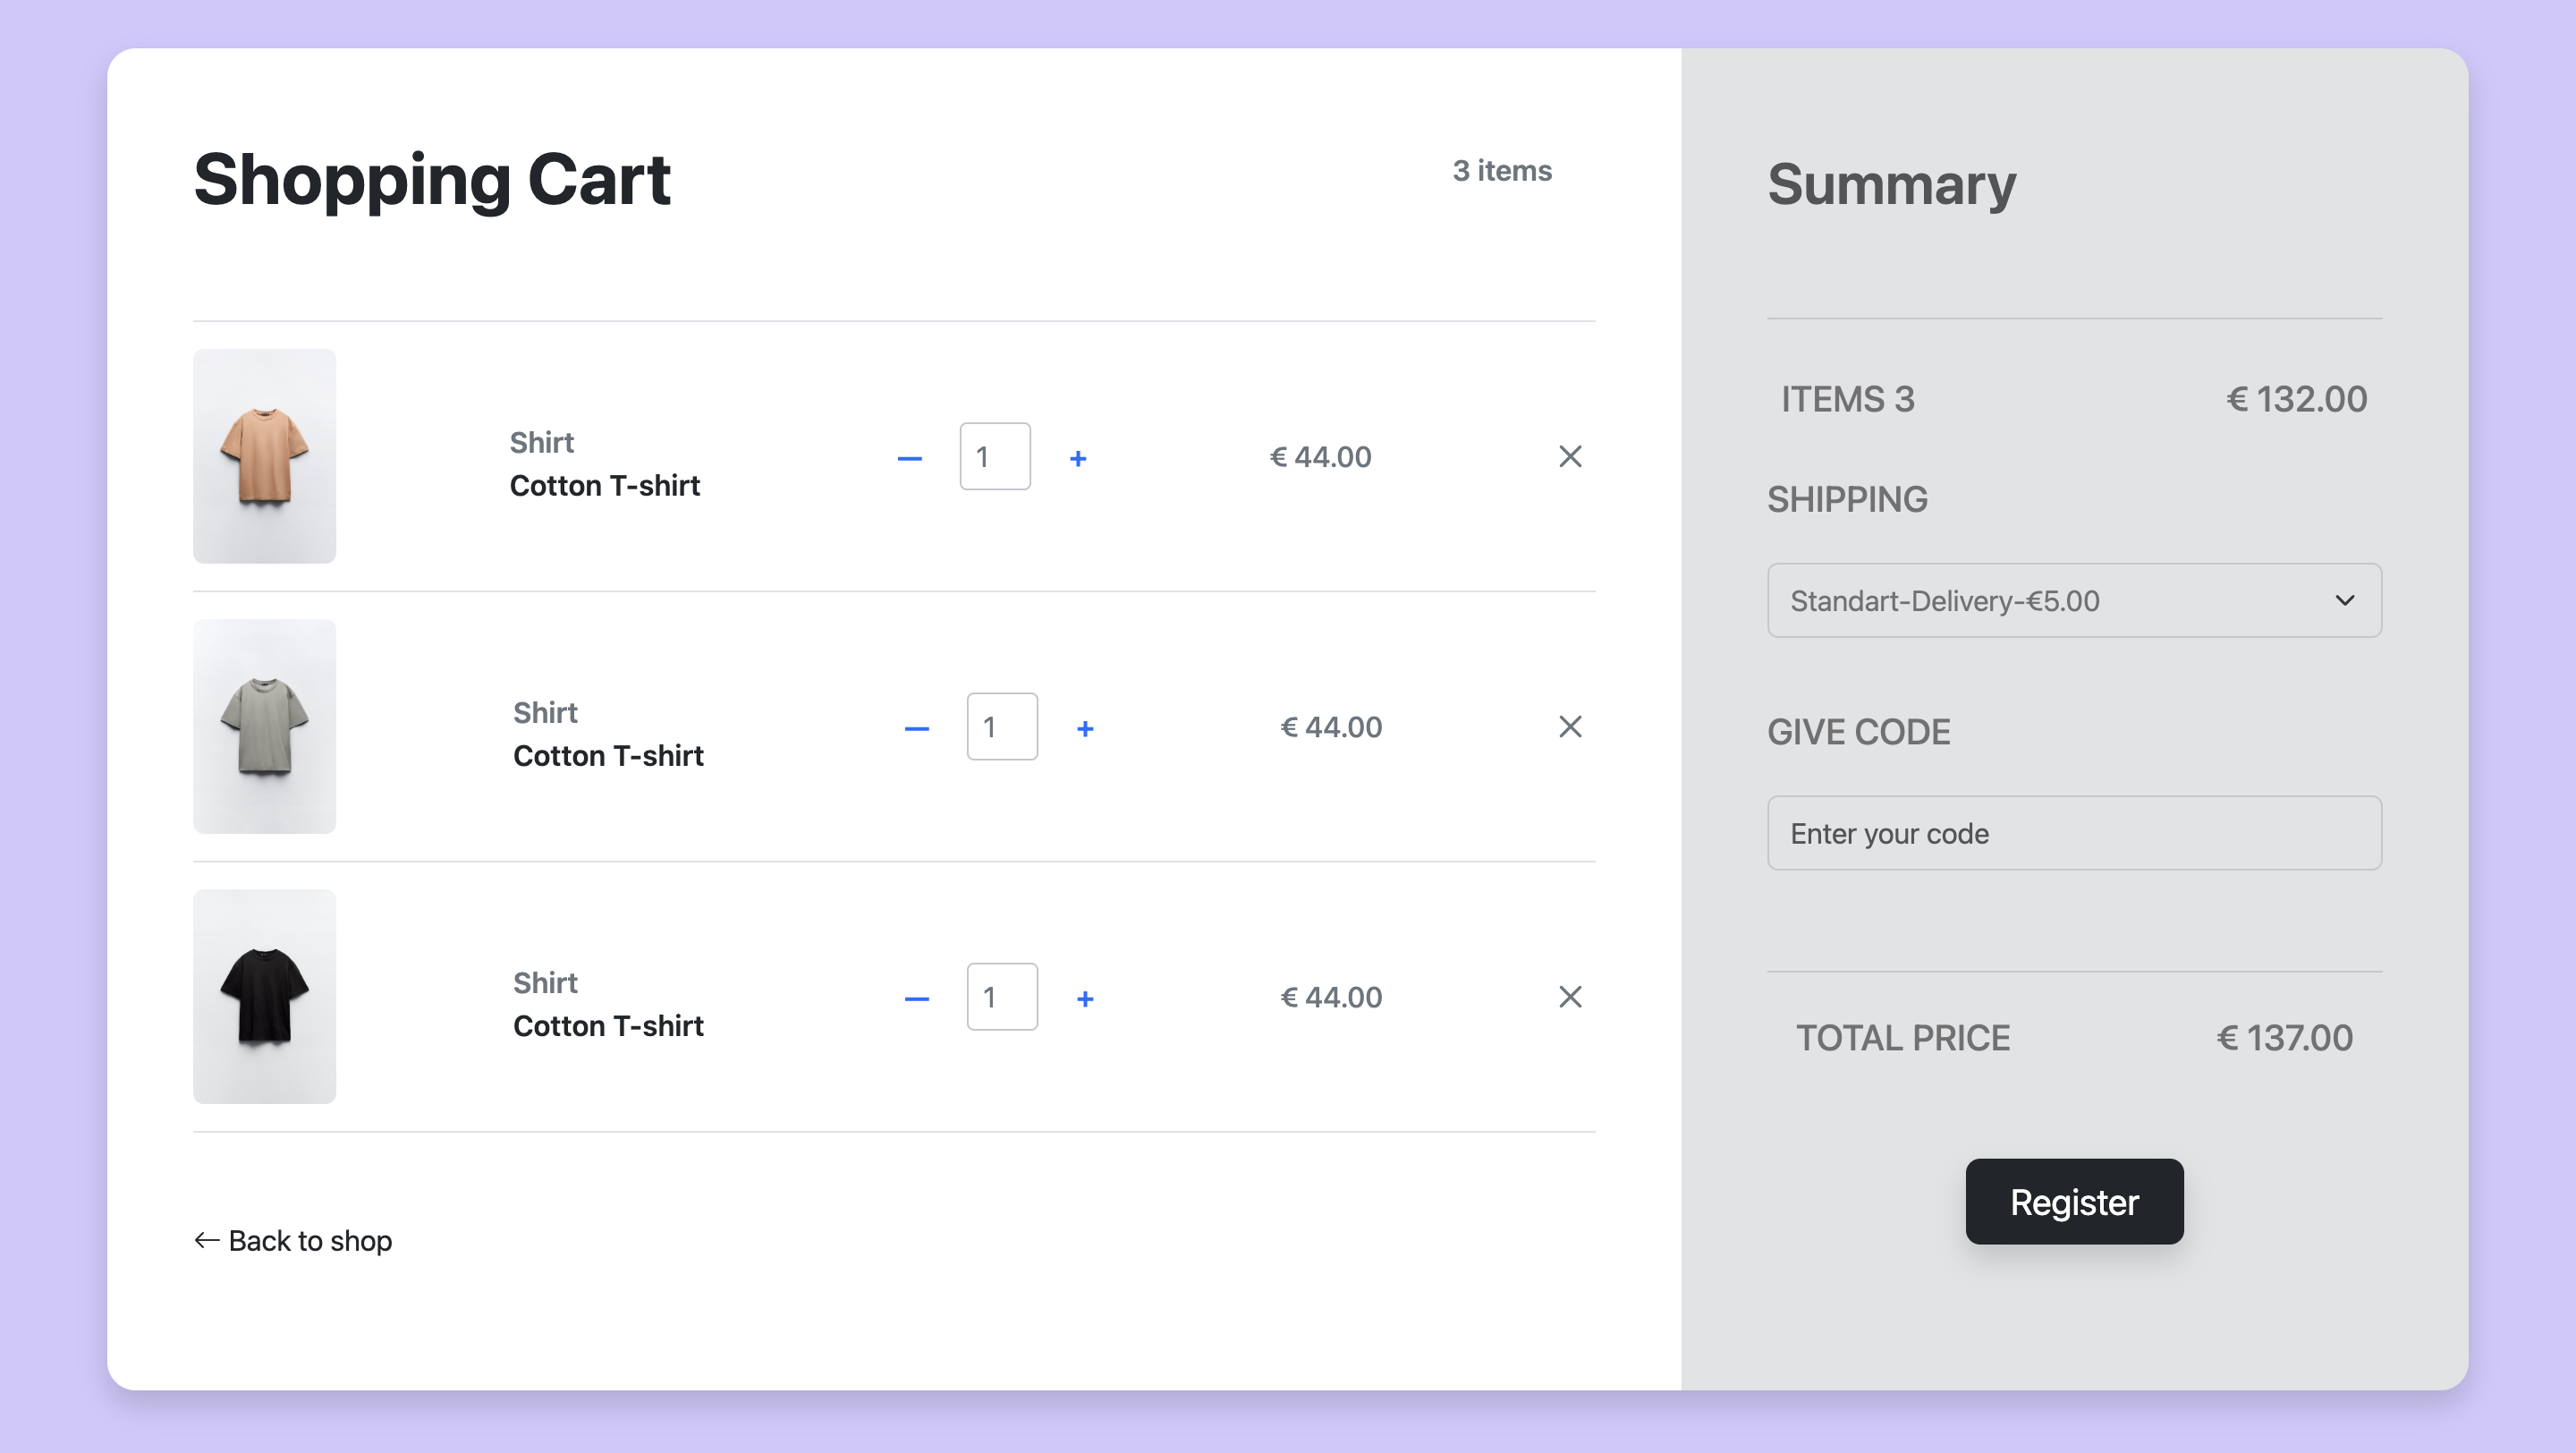 Shopping Cart
3 items
Shirt
Cotton T-shirt
— 1 +
€ 44.00
Shirt
Cotton T-shirt
— 1 +
€ 44.00
Shirt
Cotton T-shirt
— 1 +
€ 44.00
← Back to shop
Summary
ITEMS 3 € 132.00
SHIPPING
Standart-Delivery-€5.00
GIVE CODE
Enter your code
TOTAL PRICE € 137.00
Register